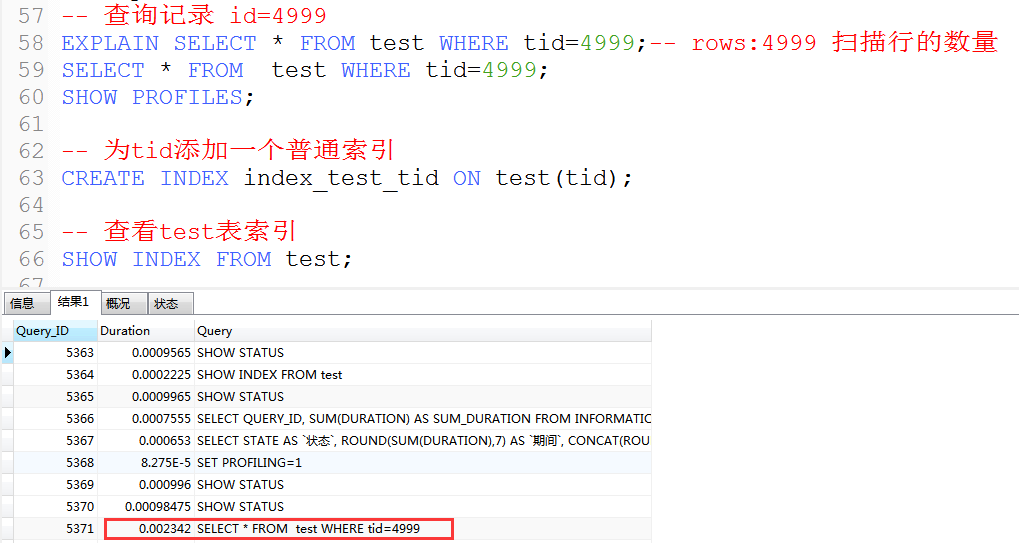 57 -- 查询记录 id=4999
58 EXPLAIN SELECT * FROM test WHERE tid=4999;-- rows:4999 扫描行的数量
59 SELECT * FROM  test WHERE tid=4999;
60 SHOW PROFILES;
61
62 -- 为tid添加一个普通索引
63 CREATE INDEX index_test_tid ON test(tid);
64
65 -- 查看test表索引
66 SHOW INDEX FROM test;
67
信息 结果1 概况 状态
Query_ID Duration Query
5363 0.0009565 SHOW STATUS
5364 0.0002225 SHOW INDEX FROM test
5365 0.0009965 SHOW STATUS
5366 0.0007555 SELECT QUERY_ID, SUM(DURATION) AS SUM_DURATION FROM INFORMATIC
5367 0.000653 SELECT STATE AS `状态`, ROUND(SUM(DURATION),7) AS `期间`, CONCAT(ROU
5368 8.275E-5 SET PROFILING=1
5369 0.000996 SHOW STATUS
5370 0.00098475 SHOW STATUS
5371 0.002342 SELECT * FROM  test WHERE tid=4999